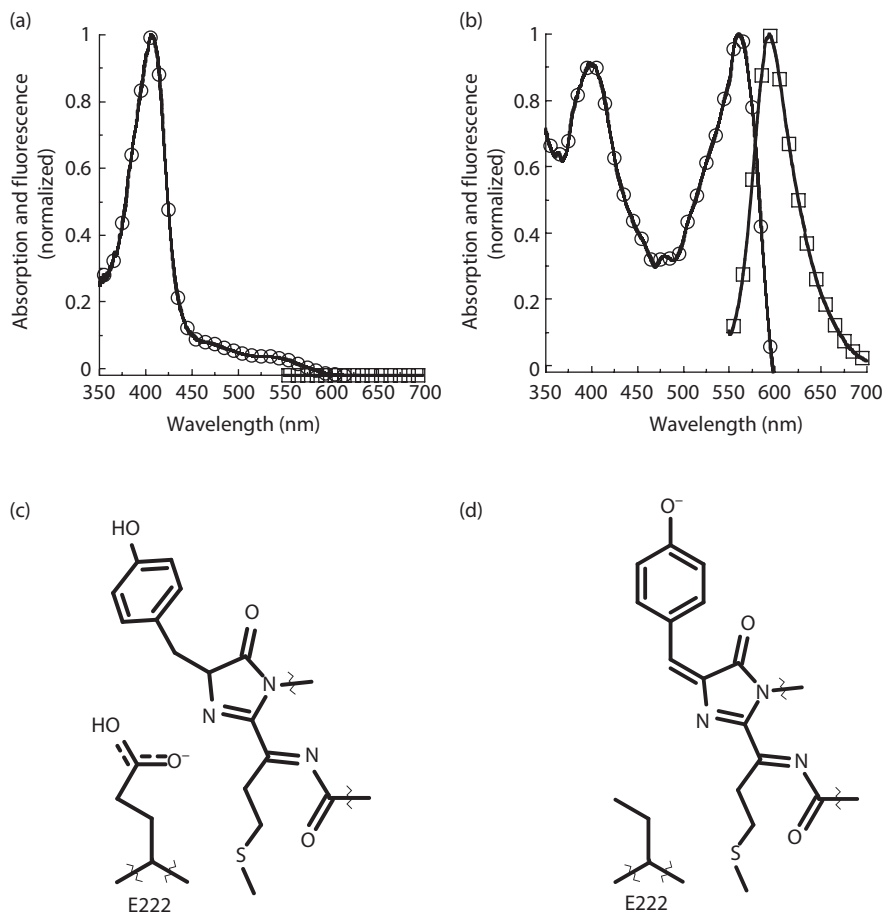 (a)
1
0.8
0.6
0.4
0.2
0
Absorption and fluorescence
(normalized)
350 400 450 500 550 600 650 700
Wavelength (nm)
(b)
1
0.8
0.6
0.4
0.2
0
Absorption and fluorescence
(normalized)
350 400 450 500 550 600 650 700
Wavelength (nm)
(c)
HO
O
N
N
HO
O⁻
N
O
S
E222
(d)
O⁻
O
N
N
N
O
S
E222